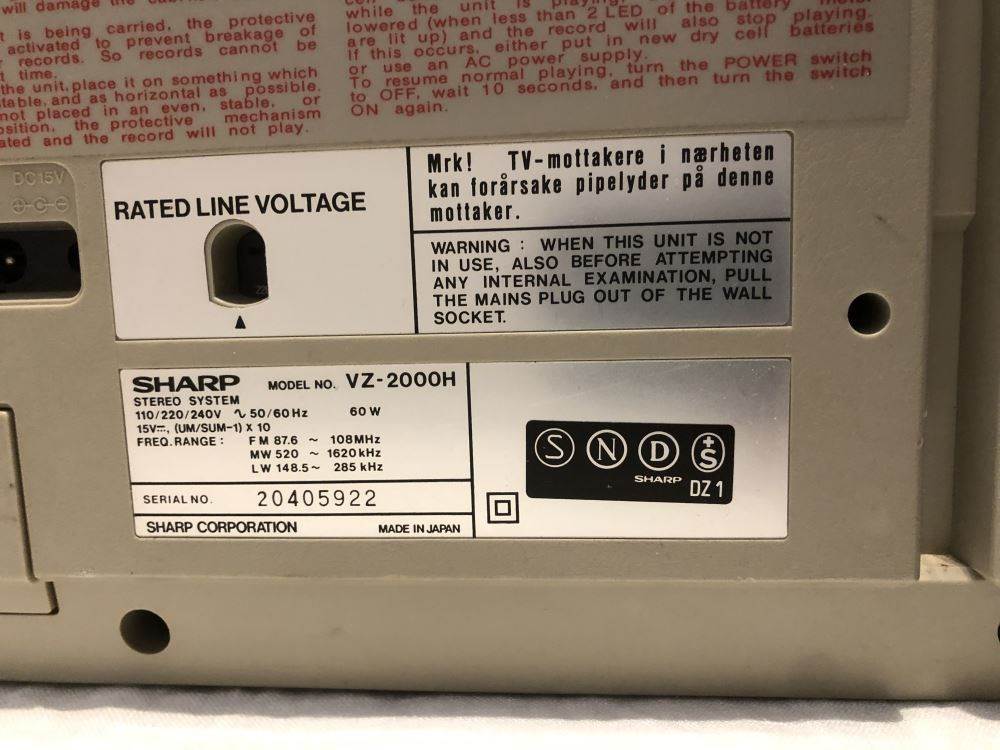 will damage the
t is being carried, the protective
activated to prevent breakage of
records. So records cannot be
t time.
the unit, place it on something which
table, and as horizontal as possible.
not placed in an even, stable, or
osition, the protective mechanism
ated and the record will not play.
while the unit is playing,
lowered (when less than 2 LED of the battery
are lit up) and the record will also stop playing.
If this occurs, either put in new dry cell batteries
or use an AC power supply.
To resume normal playing, turn the POWER switch
to OFF, wait 10 seconds, and then turn the switch
ON again.
DC15V
RATED LINE VOLTAGE
Mrk! TV-mottakere i nærheten
kan forårsake pipelyder på denne
mottaker.
WARNING : WHEN THIS UNIT IS NOT
IN USE, ALSO BEFORE ATTEMPTING
ANY INTERNAL EXAMINATION, PULL
THE MAINS PLUG OUT OF THE WALL
SOCKET.
SHARP MODEL NO. VZ-2000H
STEREO SYSTEM
110/220/240V ∿ 50/60Hz 60W
15V⎓, (UM/SUM-1) X 10
FREQ.RANGE : FM 87.6 ~ 108MHz
MW 520 ~ 1620kHz
LW 148.5 ~ 285 kHz
SERIAL NO. 20405922
SHARP CORPORATION MADE IN JAPAN
S N D +S
SHARP DZ1